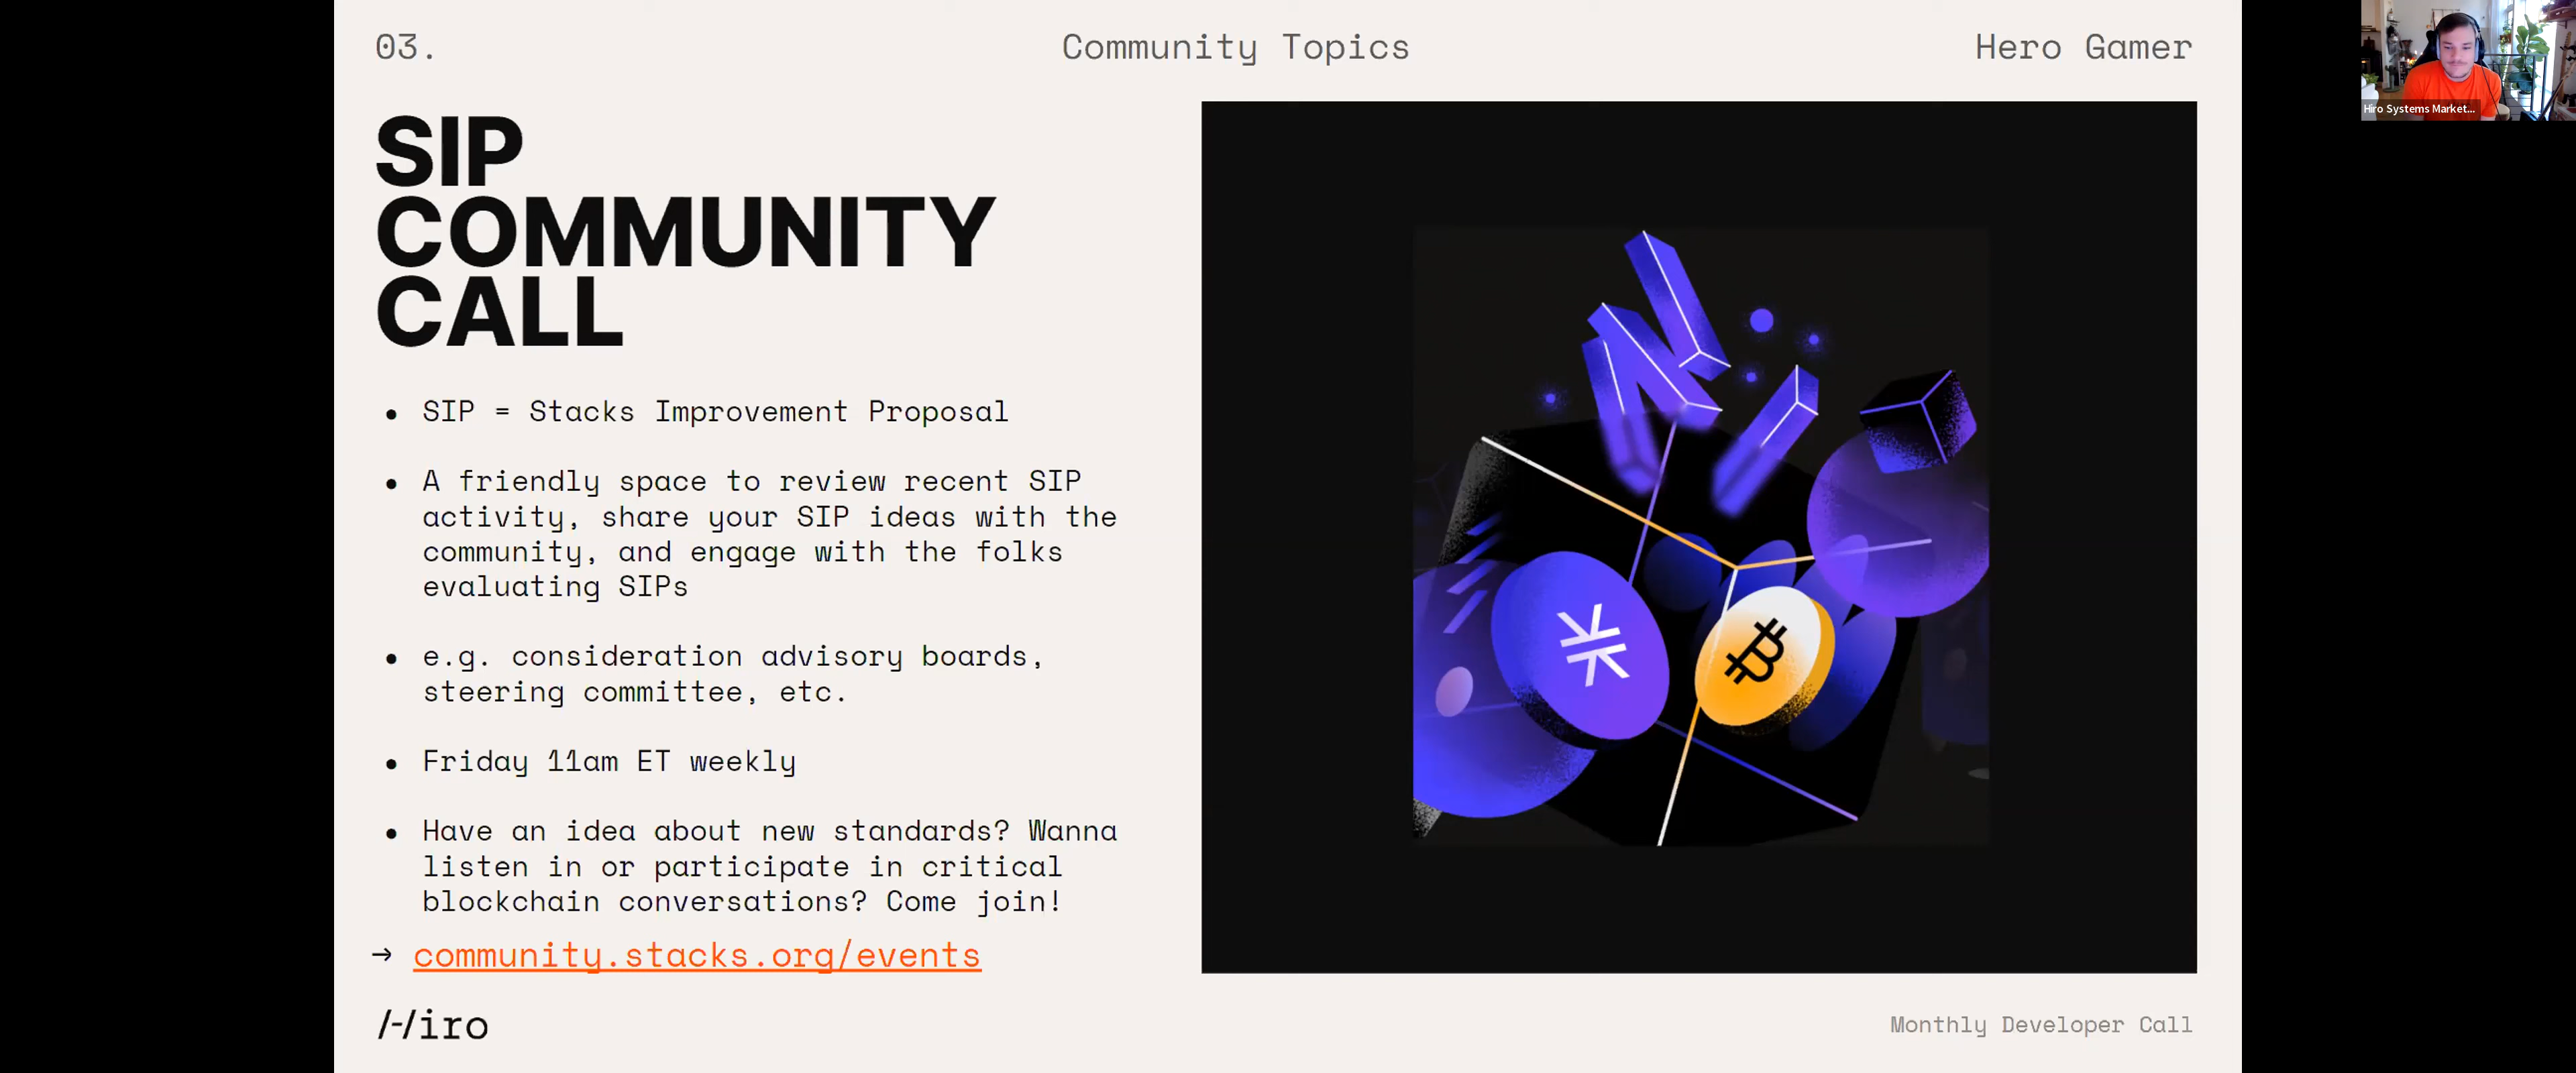 03.
Community Topics
Hero Gamer
Hiro Systems Market...
SIP
COMMUNITY
CALL
• SIP = Stacks Improvement Proposal
• A friendly space to review recent SIP
activity, share your SIP ideas with the
community, and engage with the folks
evaluating SIPs
• e.g. consideration advisory boards,
steering committee, etc.
• Friday 11am ET weekly
• Have an idea about new standards? Wanna
listen in or participate in critical
blockchain conversations? Come join!
→ community.stacks.org/events
Hiro
Monthly Developer Call